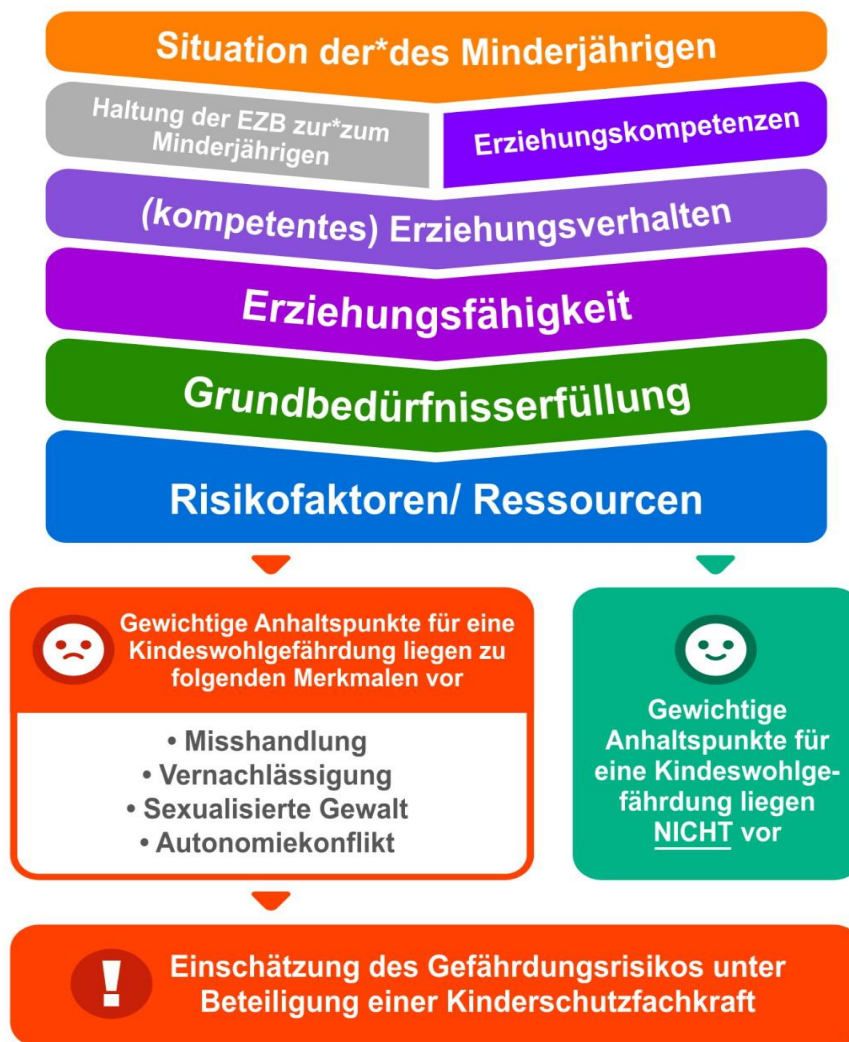 Situation der*des Minderjährigen
Haltung der EZB zur*zum
Minderjährigen
Erziehungskompetenzen
(kompetentes) Erziehungsverhalten
Erziehungsfähigkeit
Grundbedürfnisserfüllung
Risikofaktoren/ Ressourcen
Gewichtige Anhaltspunkte für eine
Kindeswohlgefährdung liegen zu
folgenden Merkmalen vor
• Misshandlung
• Vernachlässigung
• Sexualisierte Gewalt
• Autonomiekonflikt
Gewichtige
Anhaltspunkte für
eine Kindeswohlge-
fährdung liegen
NICHT vor
! Einschätzung des Gefährdungsrisikos unter
Beteiligung einer Kinderschutzfachkraft